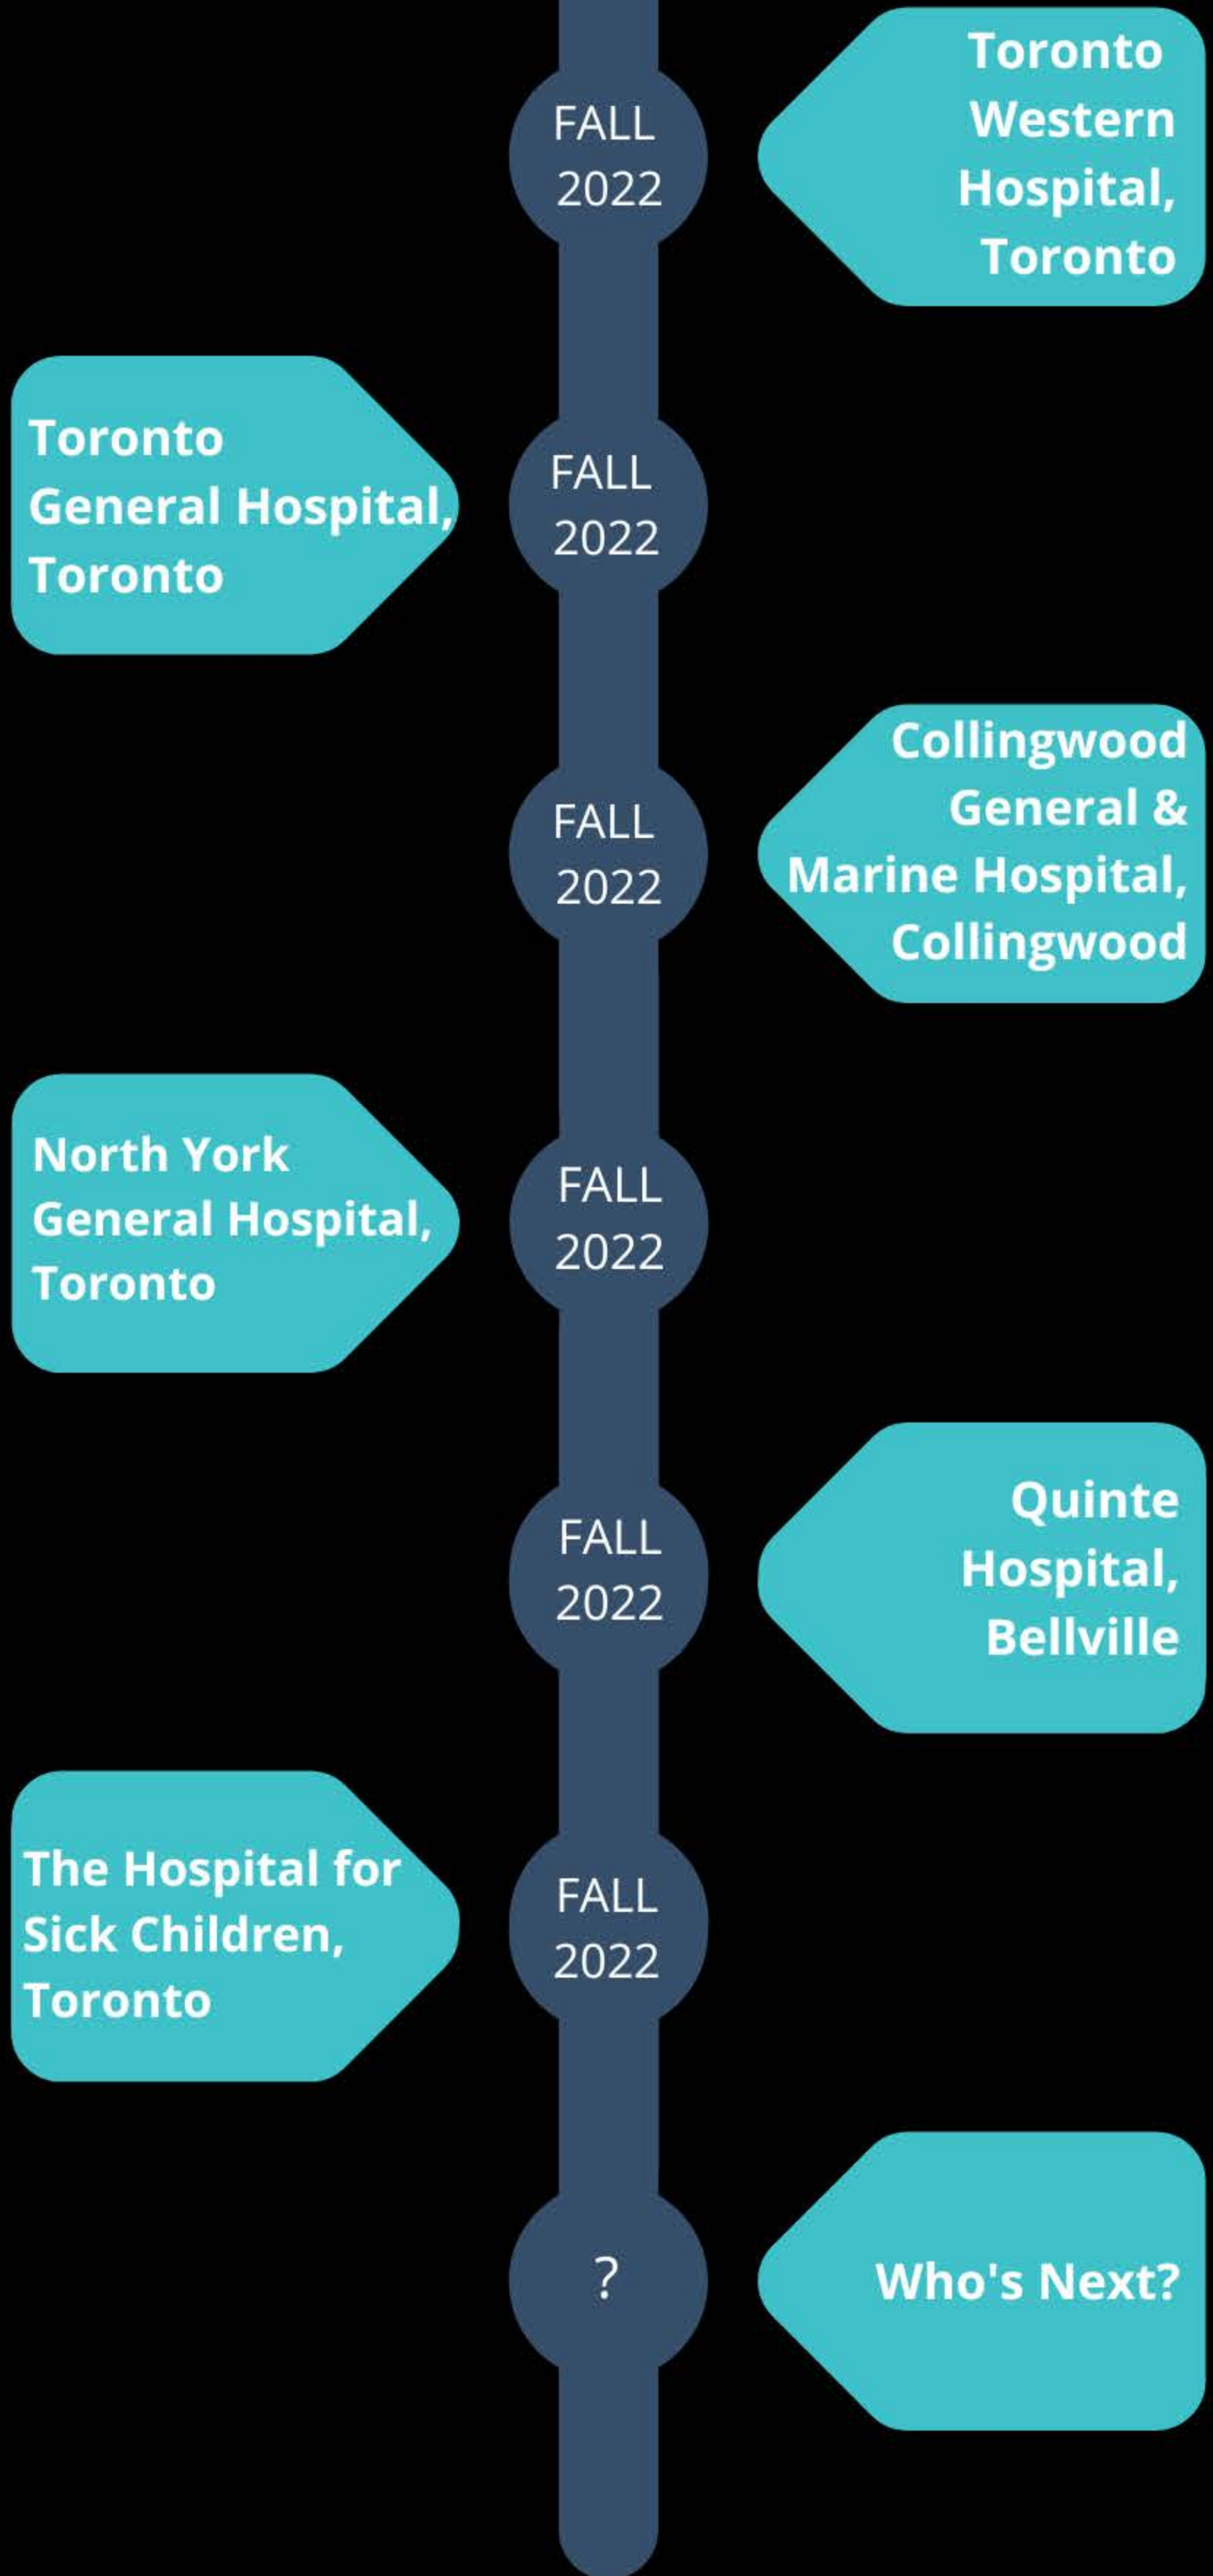 FALL
2022
Toronto
Western
Hospital,
Toronto
Toronto
General Hospital,
Toronto
FALL
2022
FALL
2022
Collingwood
General &
Marine Hospital,
Collingwood
North York
General Hospital,
Toronto
FALL
2022
FALL
2022
Quinte
Hospital,
Bellville
The Hospital for
Sick Children,
Toronto
FALL
2022
?
Who's Next?